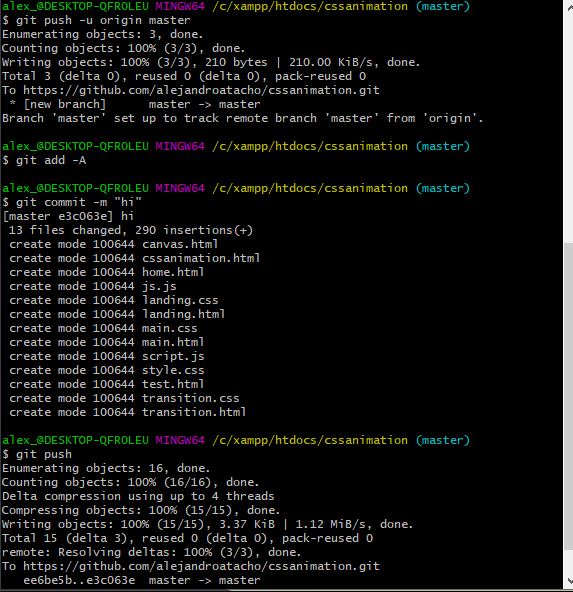 alex_@DESKTOP-QFROLEU MINGW64 /c/xampp/htdocs/cssanimation (master)
$ git push -u origin master
Enumerating objects: 3, done.
Counting objects: 100% (3/3), done.
Writing objects: 100% (3/3), 210 bytes | 210.00 KiB/s, done.
Total 3 (delta 0), reused 0 (delta 0), pack-reused 0
To https://github.com/alejandroatacho/cssanimation.git
 * [new branch]      master -> master
Branch 'master' set up to track remote branch 'master' from 'origin'.
alex_@DESKTOP-QFROLEU MINGW64 /c/xampp/htdocs/cssanimation (master)
$ git add -A
alex_@DESKTOP-QFROLEU MINGW64 /c/xampp/htdocs/cssanimation (master)
$ git commit -m "hi"
[master e3c063e] hi
 13 files changed, 290 insertions(+)
 create mode 100644 canvas.html
 create mode 100644 cssanimation.html
 create mode 100644 home.html
 create mode 100644 js.js
 create mode 100644 landing.css
 create mode 100644 landing.html
 create mode 100644 main.css
 create mode 100644 main.html
 create mode 100644 script.js
 create mode 100644 style.css
 create mode 100644 test.html
 create mode 100644 transition.css
 create mode 100644 transition.html
alex_@DESKTOP-QFROLEU MINGW64 /c/xampp/htdocs/cssanimation (master)
$ git push
Enumerating objects: 16, done.
Counting objects: 100% (16/16), done.
Delta compression using up to 4 threads
Compressing objects: 100% (15/15), done.
Writing objects: 100% (15/15), 3.37 KiB | 1.12 MiB/s, done.
Total 15 (delta 3), reused 0 (delta 0), pack-reused 0
remote: Resolving deltas: 100% (3/3), done.
To https://github.com/alejandroatacho/cssanimation.git
   ee6be5b..e3c063e  master -> master